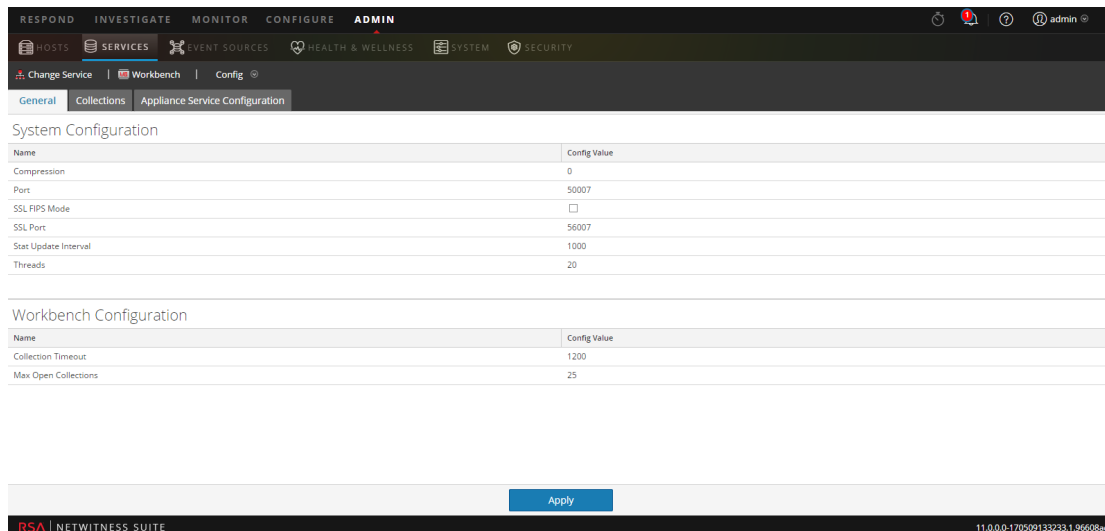 RESPOND INVESTIGATE MONITOR CONFIGURE ADMIN 1 ? admin
HOSTS SERVICES EVENT SOURCES HEALTH & WELLNESS SYSTEM SECURITY
Change Service | Workbench | Config
General Collections Appliance Service Configuration
System Configuration
Name Config Value
Compression 0
Port 50007
SSL FIPS Mode
SSL Port 56007
Stat Update Interval 1000
Threads 20
Workbench Configuration
Name Config Value
Collection Timeout 1200
Max Open Collections 25
Apply
RSA | NETWITNESS SUITE 11.0.0.0-170509133233.1.96608